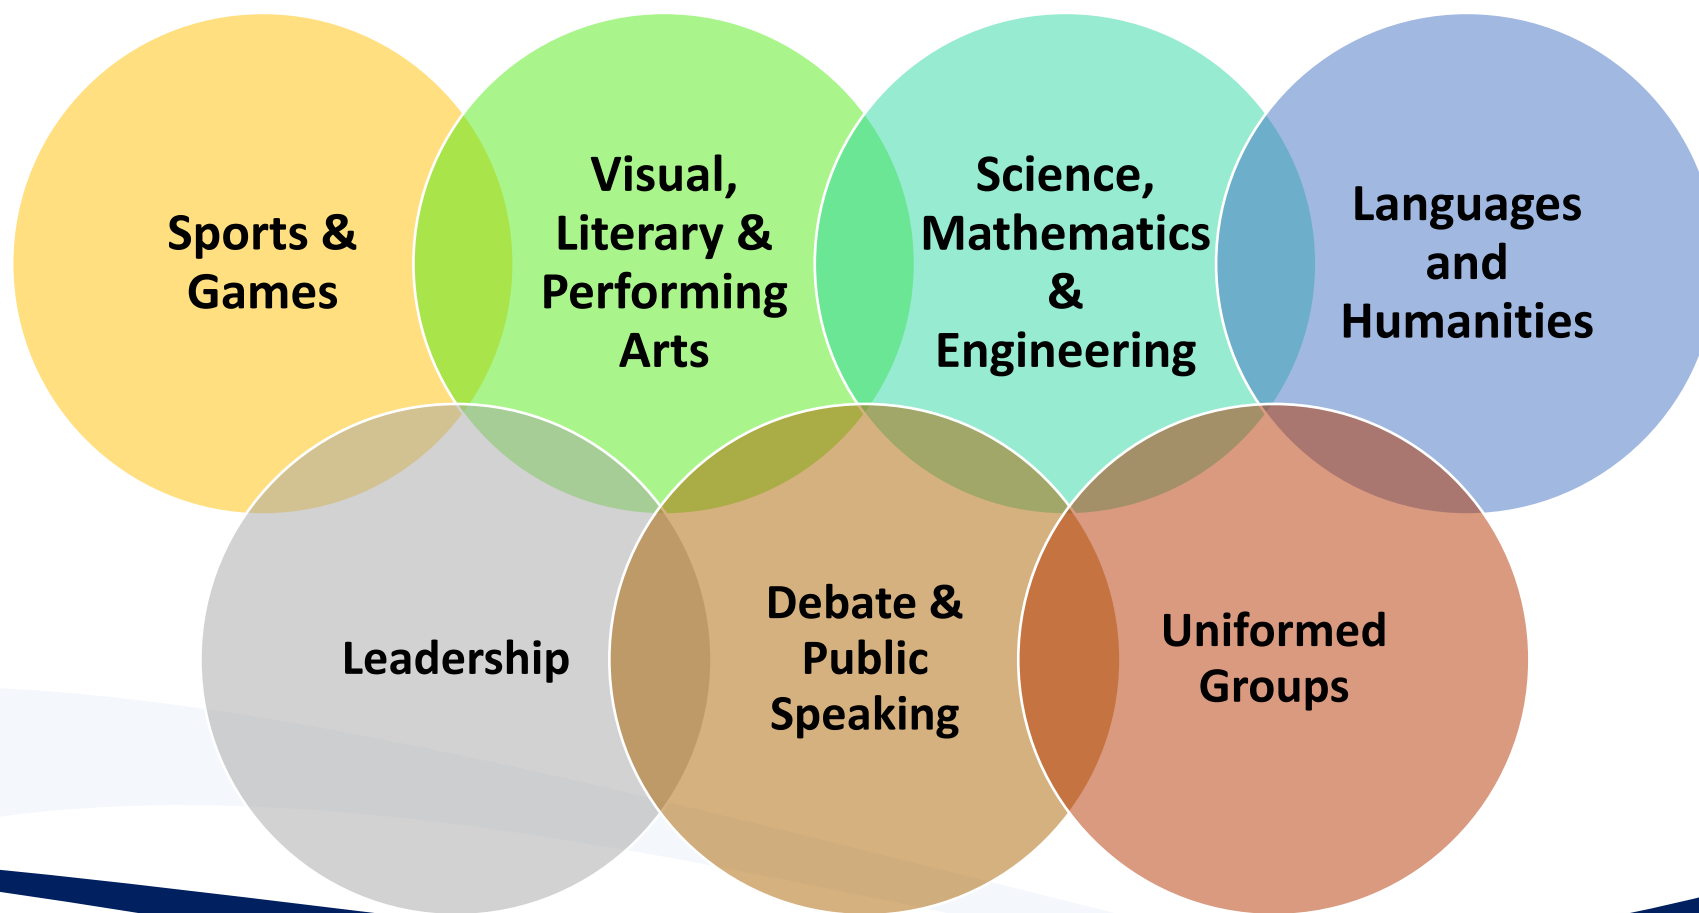 Sports &
Games
Visual,
Literary &
Performing
Arts
Science,
Mathematics
&
Engineering
Languages
and
Humanities
Leadership
Debate &
Public
Speaking
Uniformed
Groups